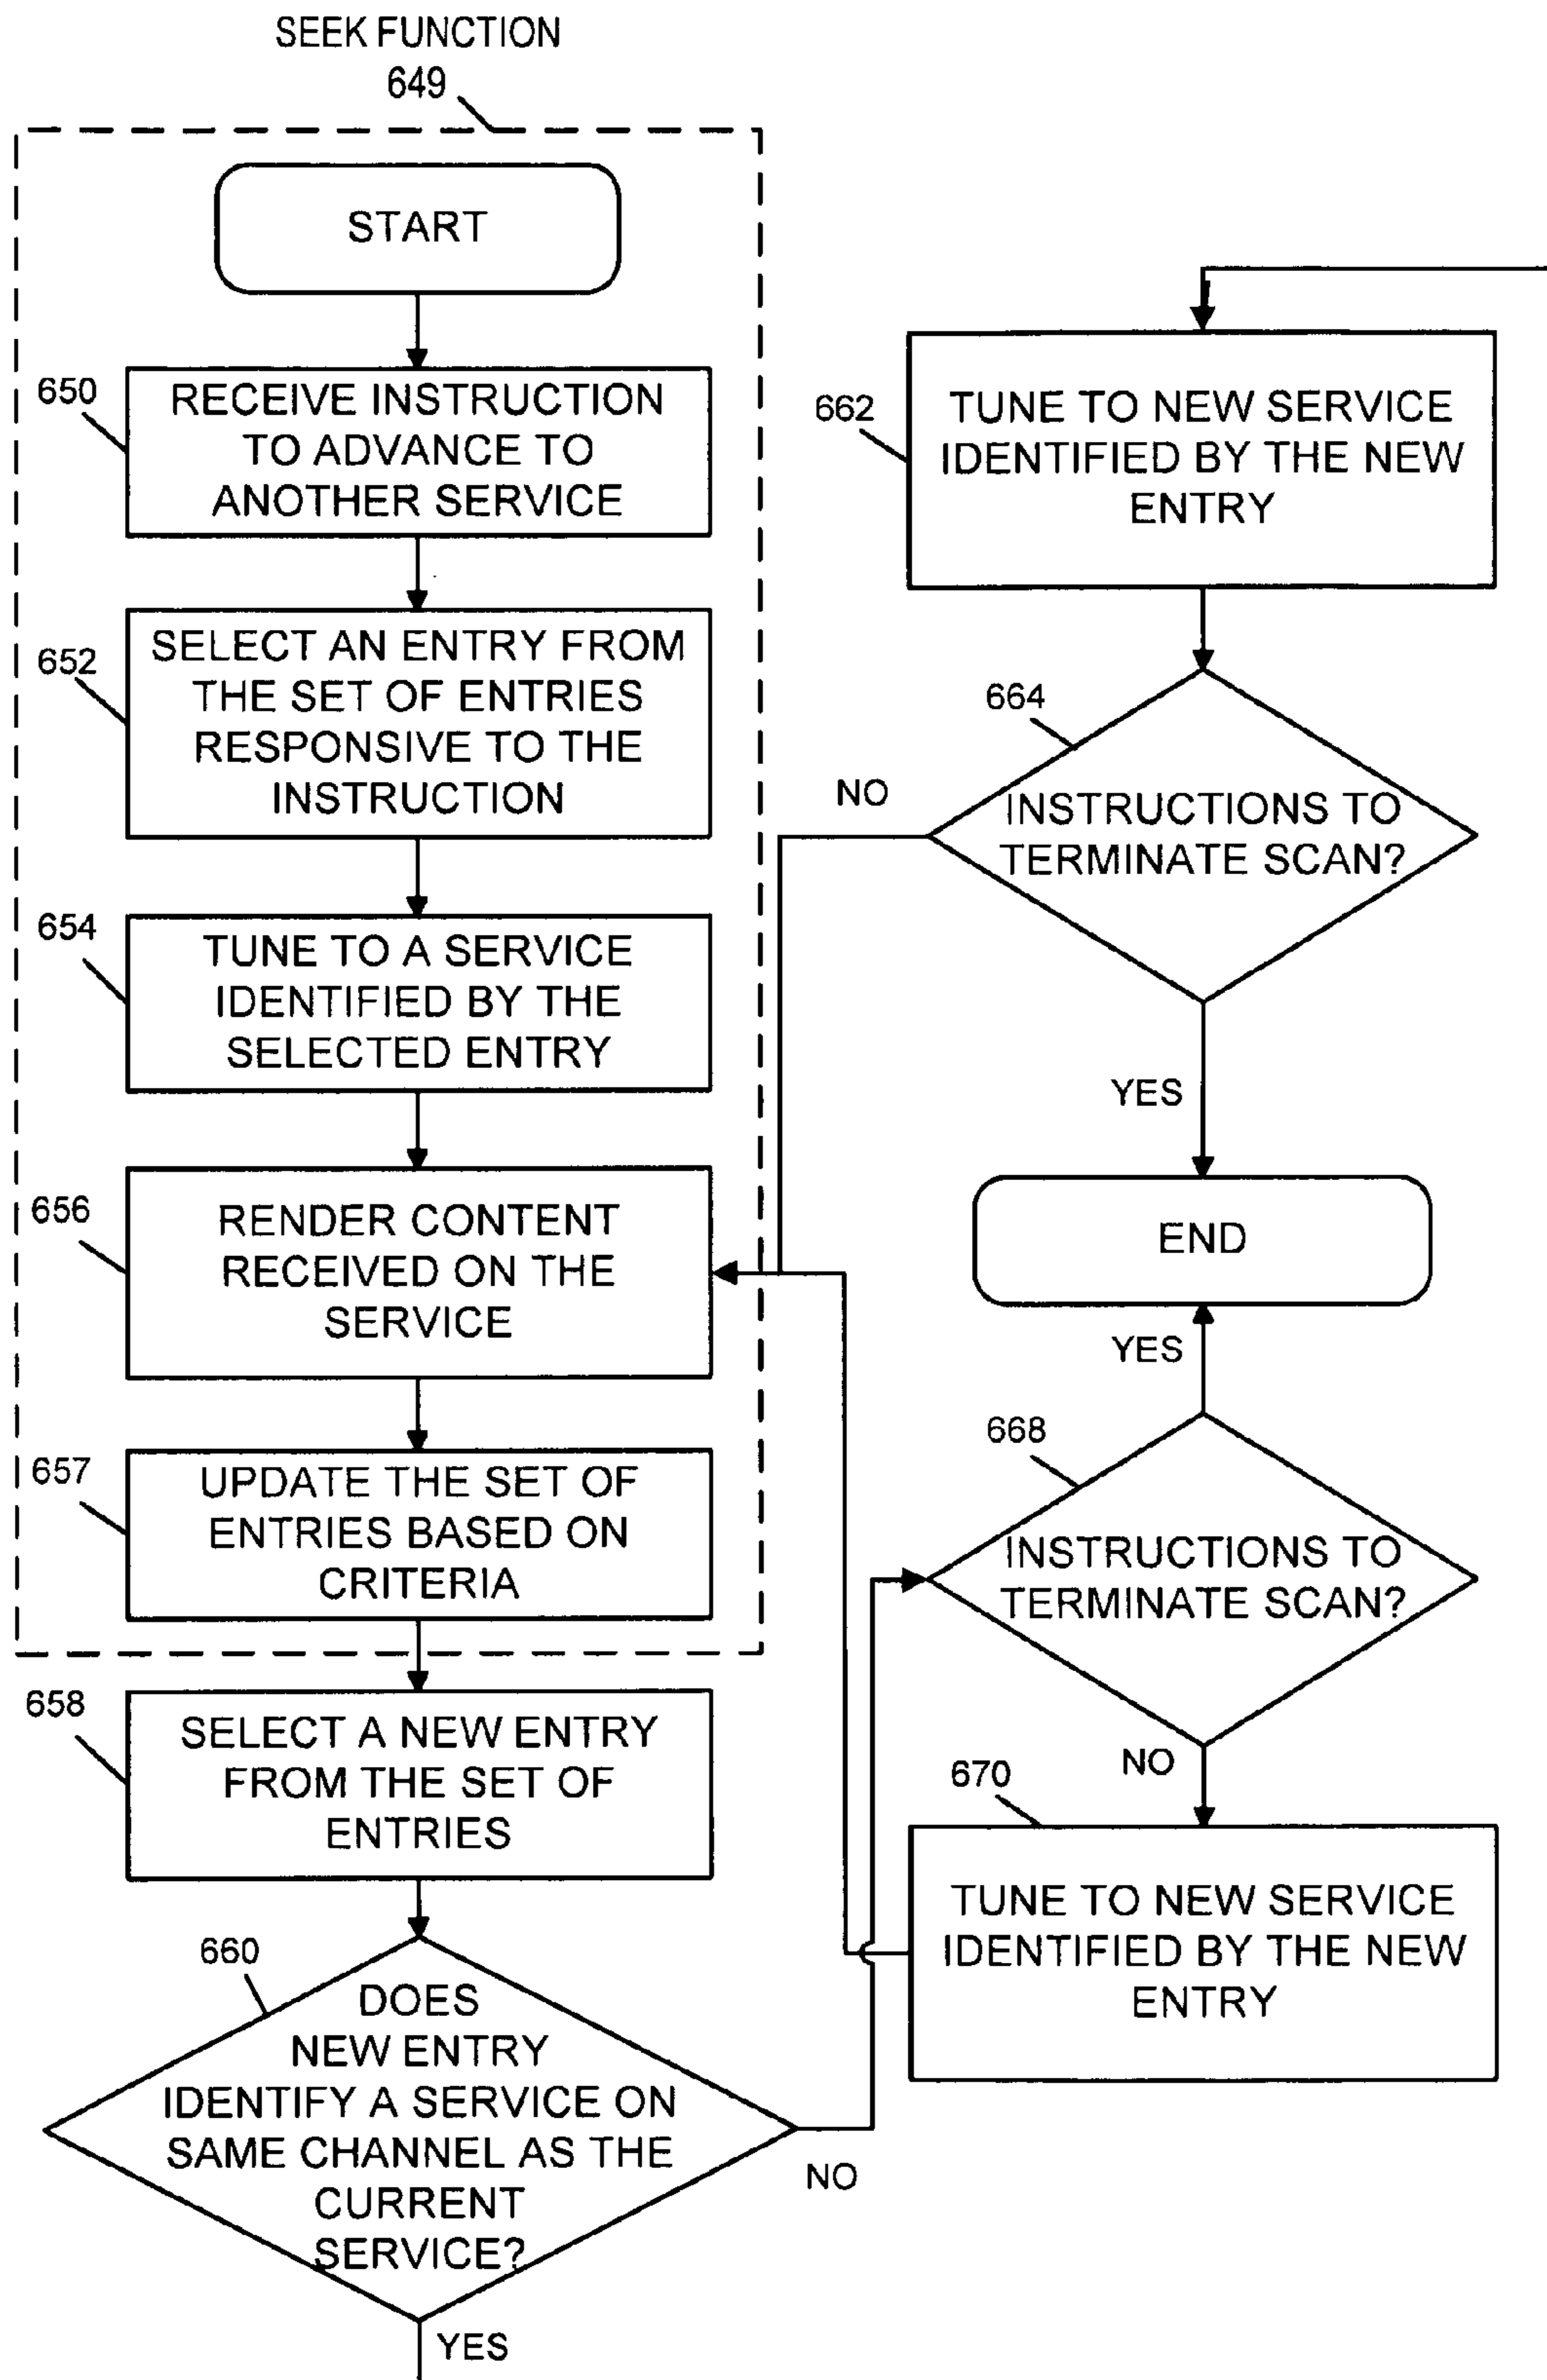 SEEK FUNCTION
649
START
650
RECEIVE INSTRUCTION
TO ADVANCE TO
ANOTHER SERVICE
652
SELECT AN ENTRY FROM
THE SET OF ENTRIES
RESPONSIVE TO THE
INSTRUCTION
654
TUNE TO A SERVICE
IDENTIFIED BY THE
SELECTED ENTRY
656
RENDER CONTENT
RECEIVED ON THE
SERVICE
657
UPDATE THE SET OF
ENTRIES BASED ON
CRITERIA
658
SELECT A NEW ENTRY
FROM THE SET OF
ENTRIES
660
DOES
NEW ENTRY
IDENTIFY A SERVICE ON
SAME CHANNEL AS THE
CURRENT
SERVICE?
NO
YES
662
TUNE TO NEW SERVICE
IDENTIFIED BY THE NEW
ENTRY
664
INSTRUCTIONS TO
TERMINATE SCAN?
NO
YES
END
YES
668
INSTRUCTIONS TO
TERMINATE SCAN?
NO
670
TUNE TO NEW SERVICE
IDENTIFIED BY THE NEW
ENTRY